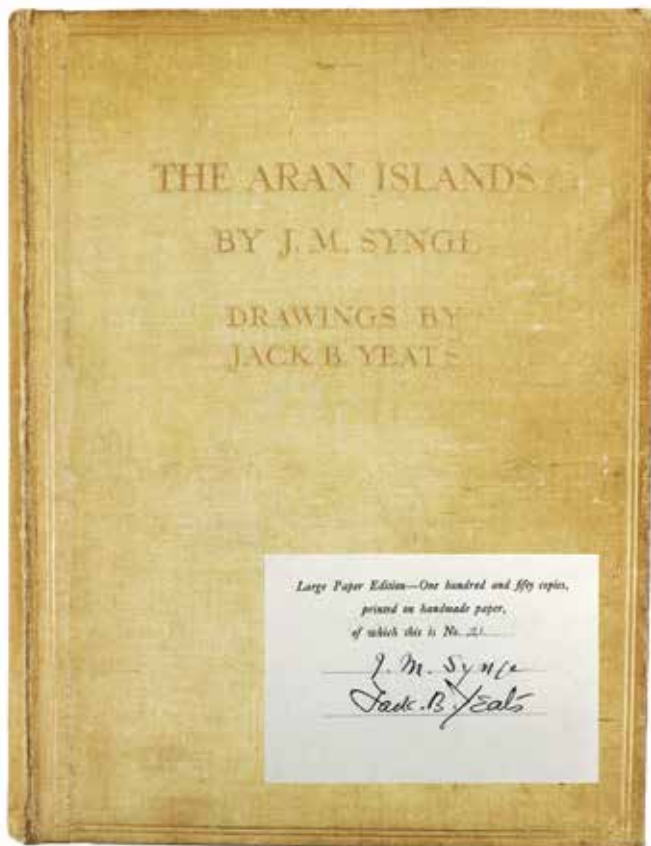 THE ARAN ISLANDS
BY J. M. SYNGE
DRAWINGS BY
JACK B. YEATS
Large Paper Edition—One hundred and fifty copies,
printed on handmade paper,
of which this is No.
J. M. Synge
Jack. B. Yeats